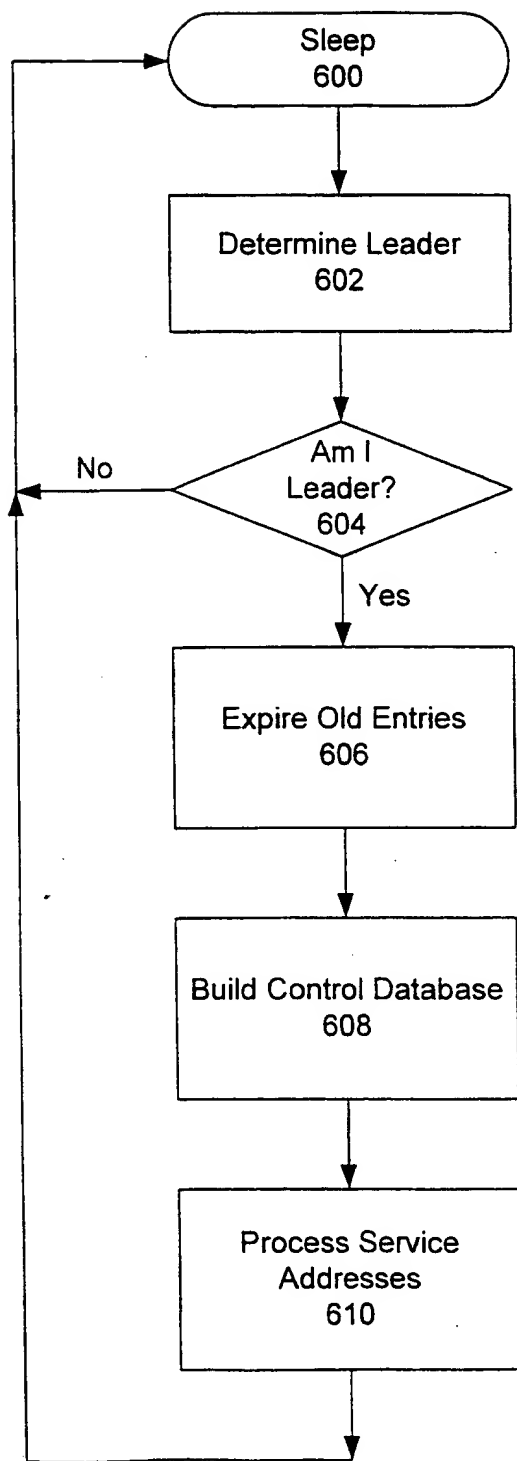 Sleep
600
Determine Leader
602
Am I
Leader?
604
No
Yes
Expire Old Entries
606
Build Control Database
608
Process Service
Addresses
610